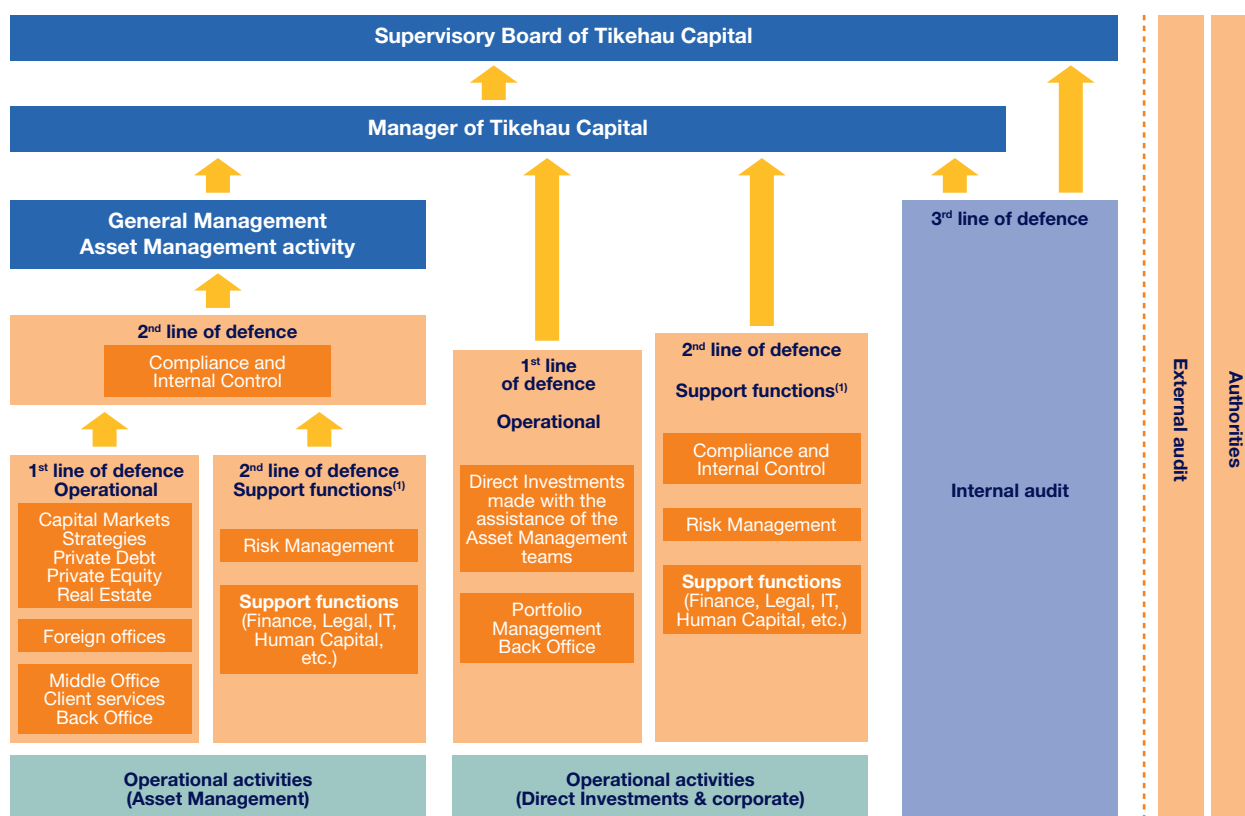 Supervisory Board of Tikehau Capital
Manager of Tikehau Capital
General Management
Asset Management activity
2nd line of defence
Compliance and
Internal Control
1st line of defence
Operational
Capital Markets
Strategies
Private Debt
Private Equity
Real Estate
Foreign offices
Middle Office
Client services
Back Office
2nd line of defence
Support functions(1)
Risk Management
Support functions
(Finance, Legal, IT,
Human Capital,
etc.)
Operational activities
(Asset Management)
1st line
of defence
Operational
Direct Investments
made with the
assistance of the
Asset Management
teams
Portfolio
Management
Back Office
2nd line of defence
Support functions(1)
Compliance and
Internal Control
Risk Management
Support functions
(Finance, Legal, IT,
Human Capital, etc.)
Operational activities
(Direct Investments & corporate)
3rd line of defence
Internal audit
External audit
Authorities